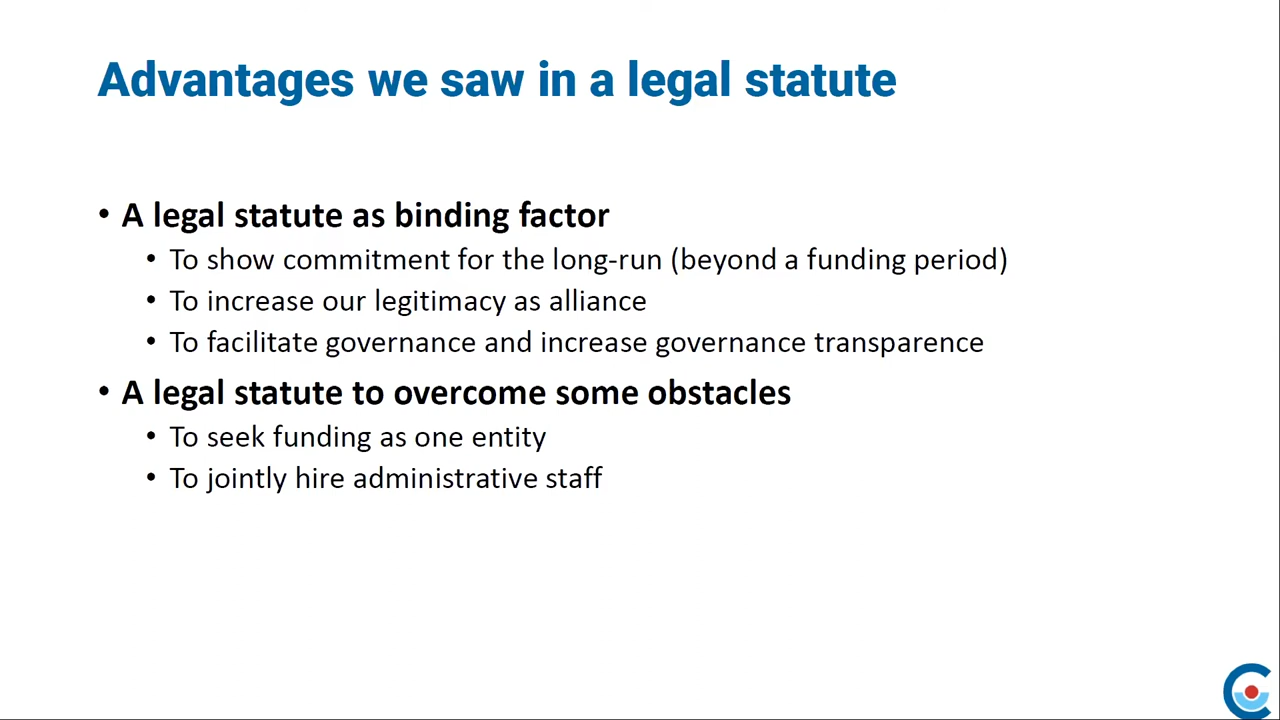 Advantages we saw in a legal statute
• A legal statute as binding factor
• To show commitment for the long-run (beyond a funding period)
• To increase our legitimacy as alliance
• To facilitate governance and increase governance transparence
• A legal statute to overcome some obstacles
• To seek funding as one entity
• To jointly hire administrative staff